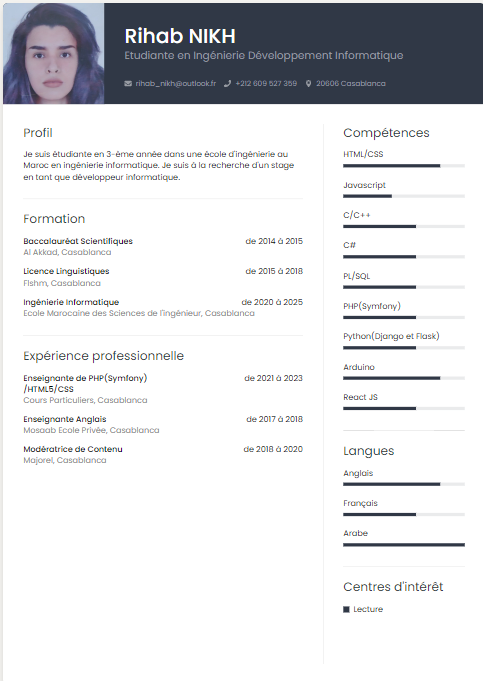 Rihab NIKH
Etudiante en Ingénierie Développement Informatique
rihab_nikh@outlook.fr +212 609 527 359 20606 Casablanca
Profil
Je suis étudiante en 3-éme année dans une école d'ingénierie au
Maroc en ingénierie informatique. Je suis à la recherche d'un stage
en tant que développeur informatique.
Formation
Baccalauréat Scientifiques de 2014 à 2015
Al Akkad, Casablanca
Licence Linguistiques de 2015 à 2018
Flshm, Casablanca
Ingénierie Informatique de 2020 à 2025
Ecole Marocaine des Sciences de l'ingénieur, Casablanca
Expérience professionnelle
Enseignante de PHP(Symfony) de 2021 à 2023
/HTML5/CSS
Cours Particuliers, Casablanca
Enseignante Anglais de 2017 à 2018
Mosaab Ecole Privée, Casablanca
Modératrice de Contenu de 2018 à 2020
Majorel, Casablanca
Compétences
HTML/CSS
Javascript
C/C++
C#
PL/SQL
PHP(Symfony)
Python(Django et Flask)
Arduino
React JS
Langues
Anglais
Français
Arabe
Centres d'intérêt
Lecture